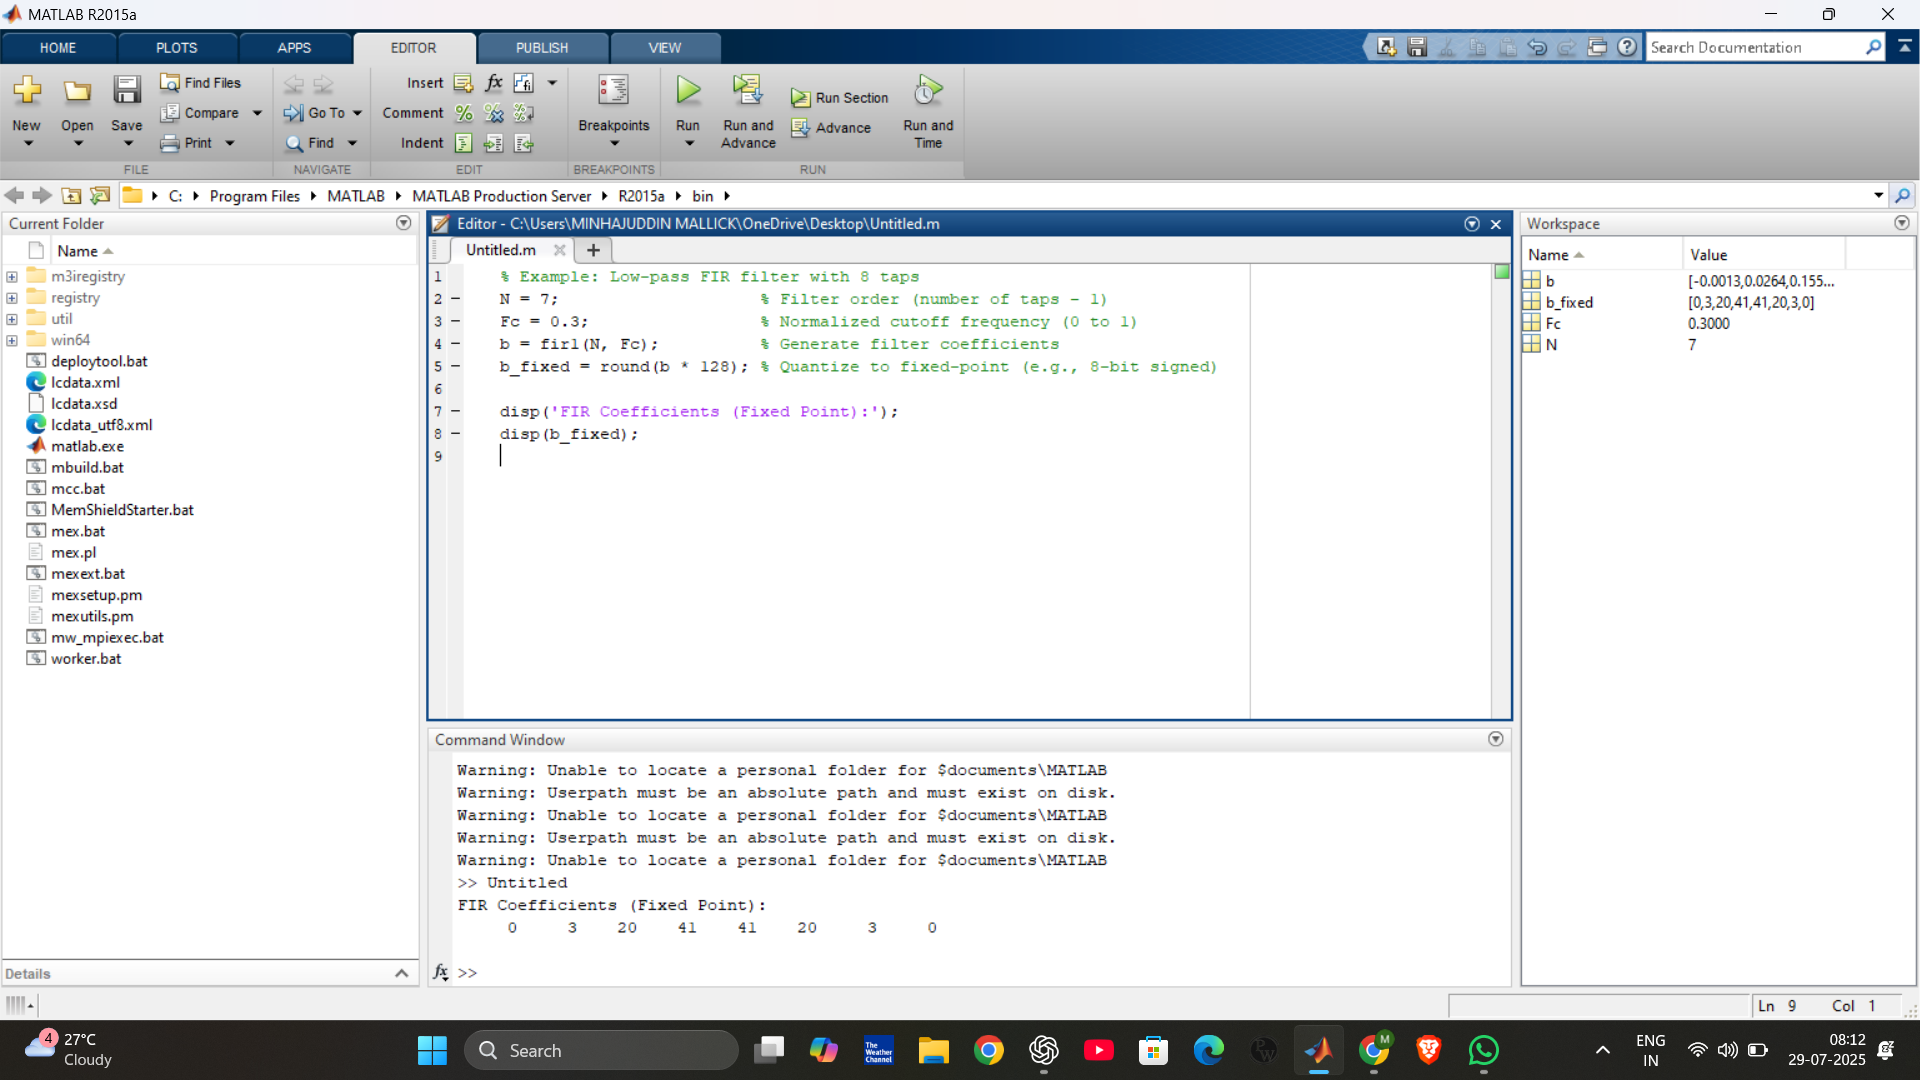 MATLAB R2015a
HOME PLOTS APPS EDITOR PUBLISH VIEW
Search Documentation
New Open Save
Find Files
Compare
Print
FILE
Go To
Find
NAVIGATE
Insert fx
Comment
Indent
EDIT
Breakpoints
BREAKPOINTS
Run
Run and Advance
Run Section
Advance
Run and Time
RUN
C: Program Files MATLAB MATLAB Production Server R2015a bin
Current Folder
Name
m3iregistry
registry
util
win64
deploytool.bat
lcdata.xml
lcdata.xsd
lcdata_utf8.xml
matlab.exe
mbuild.bat
mcc.bat
MemShieldStarter.bat
mex.bat
mex.pl
mexext.bat
mexsetup.pm
mexutils.pm
mw_mpiexec.bat
worker.bat
Details
Editor - C:\Users\MINHAJUDDIN MALLICK\OneDrive\Desktop\Untitled.m
Untitled.m
1 % Example: Low-pass FIR filter with 8 taps
2 - N = 7; % Filter order (number of taps - 1)
3 - Fc = 0.3; % Normalized cutoff frequency (0 to 1)
4 - b = fir1(N, Fc); % Generate filter coefficients
5 - b_fixed = round(b * 128); % Quantize to fixed-point (e.g., 8-bit signed)
6
7 - disp('FIR Coefficients (Fixed Point):');
8 - disp(b_fixed);
9
Command Window
Warning: Unable to locate a personal folder for $documents\MATLAB
Warning: Userpath must be an absolute path and must exist on disk.
Warning: Unable to locate a personal folder for $documents\MATLAB
Warning: Userpath must be an absolute path and must exist on disk.
Warning: Unable to locate a personal folder for $documents\MATLAB
>> Untitled
FIR Coefficients (Fixed Point):
0 3 20 41 41 20 3 0
fx >>
Workspace
Name Value
b [-0.0013,0.0264,0.155...
b_fixed [0,3,20,41,41,20,3,0]
Fc 0.3000
N 7
Ln 9 Col 1
4
27°C
Cloudy
Search
The Weather Channel
M
ENG
IN
08:12
29-07-2025